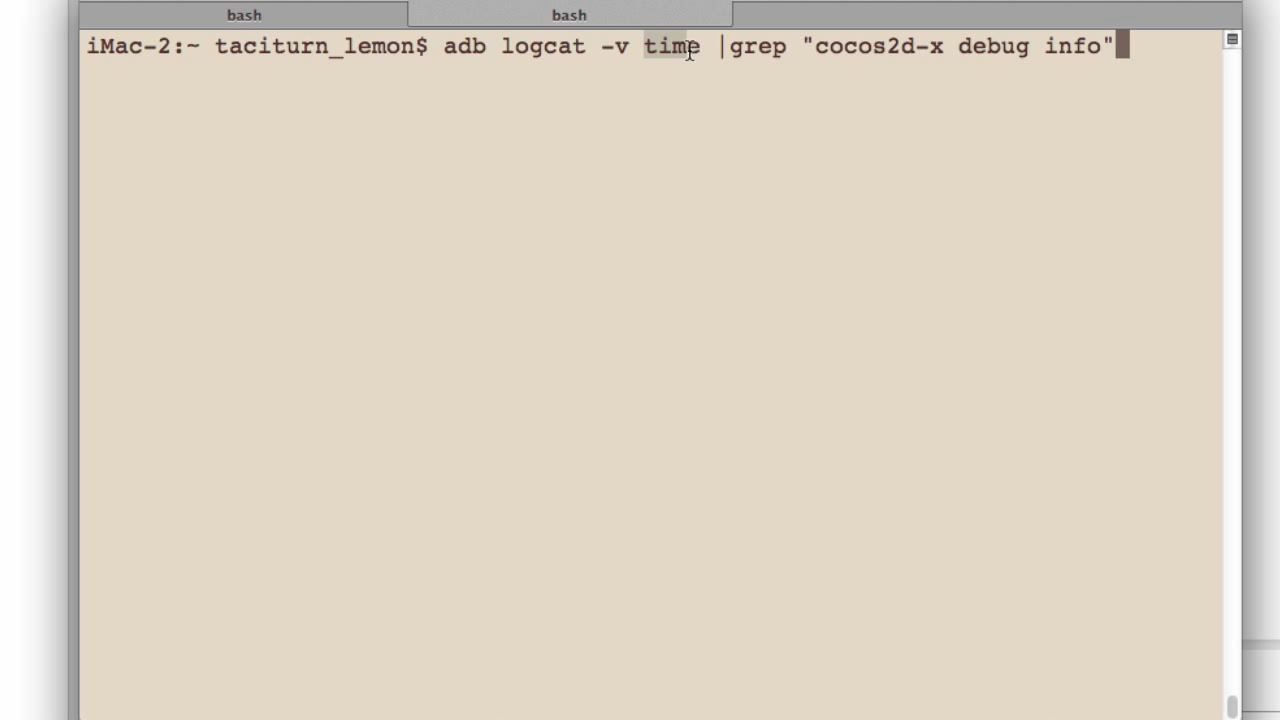 bash
bash
iMac-2:~ taciturn_lemon$ adb logcat -v time |grep "cocos2d-x debug info"